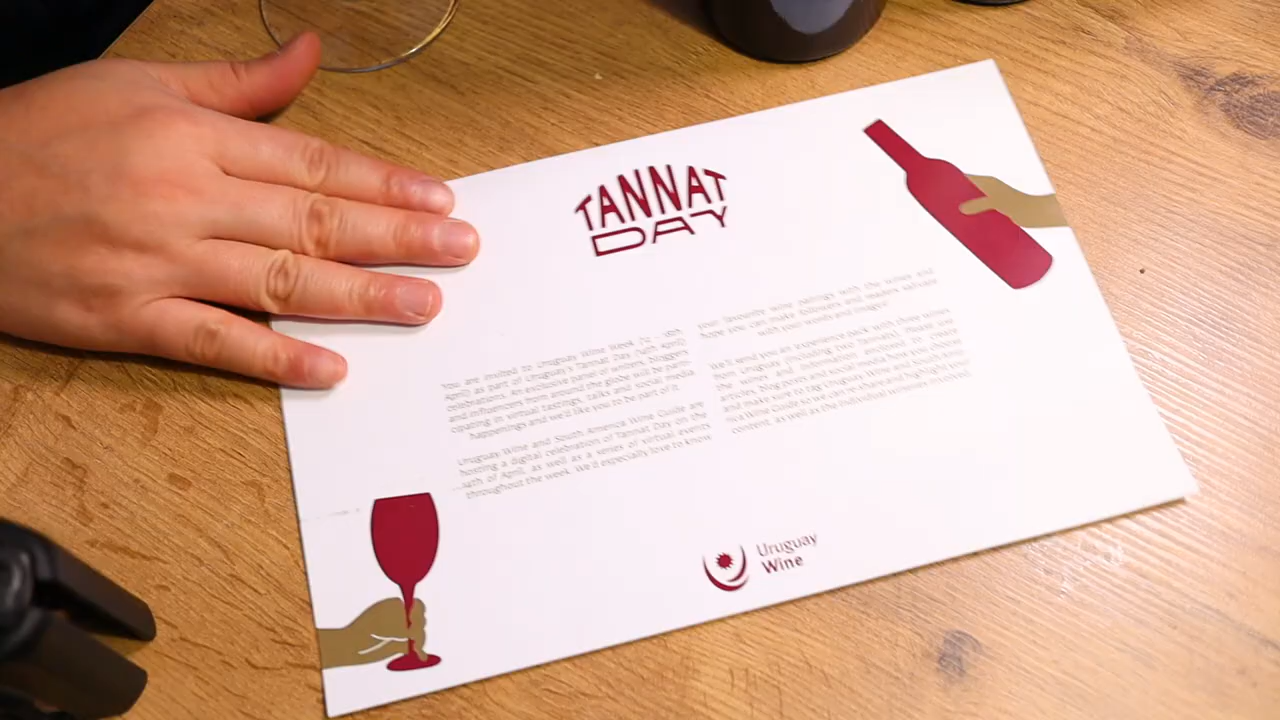 TANNAT
DAY
You are invited to Uruguay Wine Week (12 - 18th
April) as part of Uruguay's Tannat Day (14th April)
celebrations. An exclusive panel of writers, bloggers
and influencers from around the globe will be parti-
cipating in virtual tastings, talks and social media
happenings and we'd like you to be part of it.
Uruguay Wine and South America Wine Guide are
hosting a digital celebration of Tannat Day on the
14th of April, as well as a series of virtual events
throughout the week. We'd especially love to know
your favourite wine pairings with the wines and
hope you can make followers and readers salivate
with your words and images!
We'll send you an experience pack with three wines
from Uruguay (including two Tannats). Please use
the wines and information enclosed to create
articles, blog posts and social media how you choose
and make sure to tag Uruguay Wine and South Ame-
rica Wine Guide so we can share and highlight your
content, as well as the individual wineries involved.
Uruguay
Wine